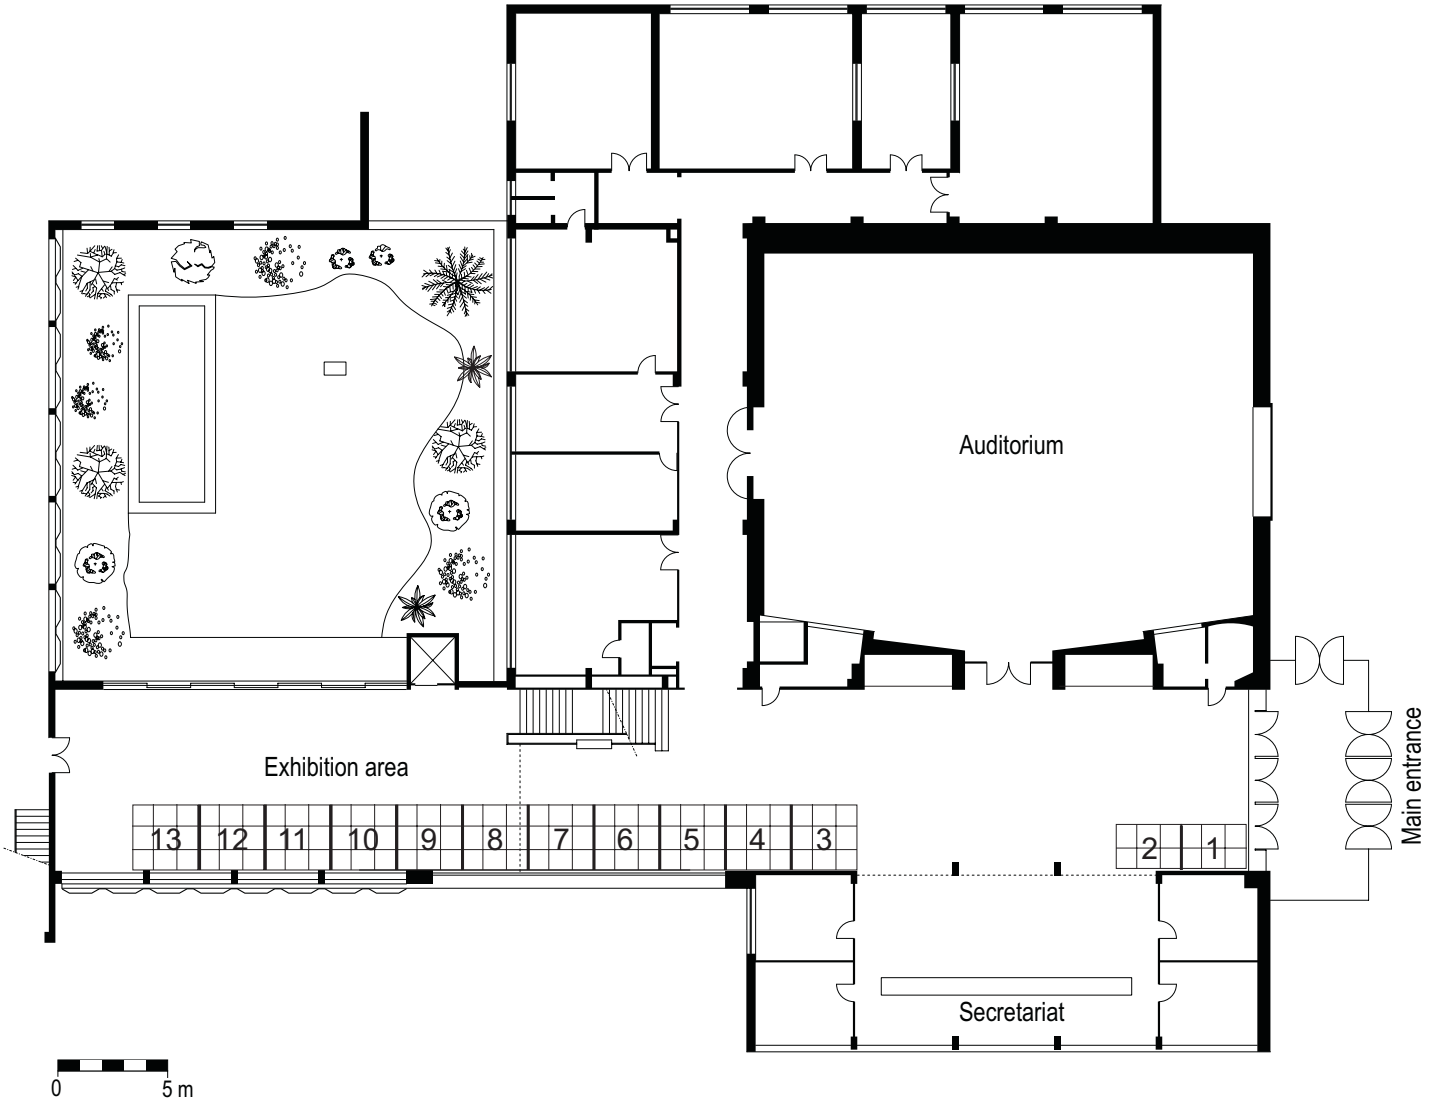 Auditorium
Main entrance
Exhibition area
13 12 11 10 9 8 7 6 5 4 3 2 1
Secretariat
0 5 m